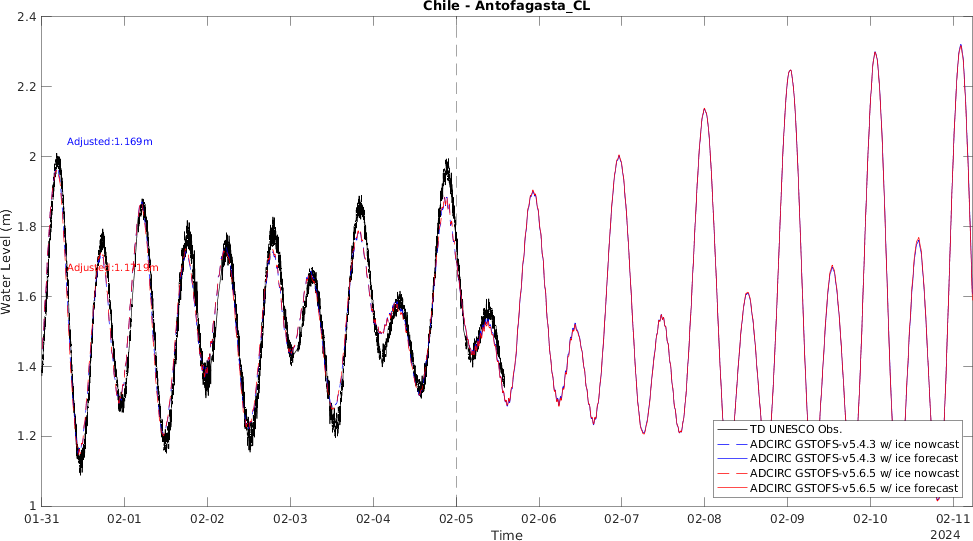 Chile - Antofagasta_CL
2.4
2.2
2
1.8
1.6
1.4
1.2
1
Water Level (m)
Adjusted:1.169m
Adjusted:1.1719m
TD UNESCO Obs.
ADCIRC GSTOFS-v5.4.3 w/ ice nowcast
ADCIRC GSTOFS-v5.4.3 w/ ice forecast
ADCIRC GSTOFS-v5.6.5 w/ ice nowcast
ADCIRC GSTOFS-v5.6.5 w/ ice forecast
01-31 02-01 02-02 02-03 02-04 02-05 02-06 02-07 02-08 02-09 02-10 02-11
Time
2024